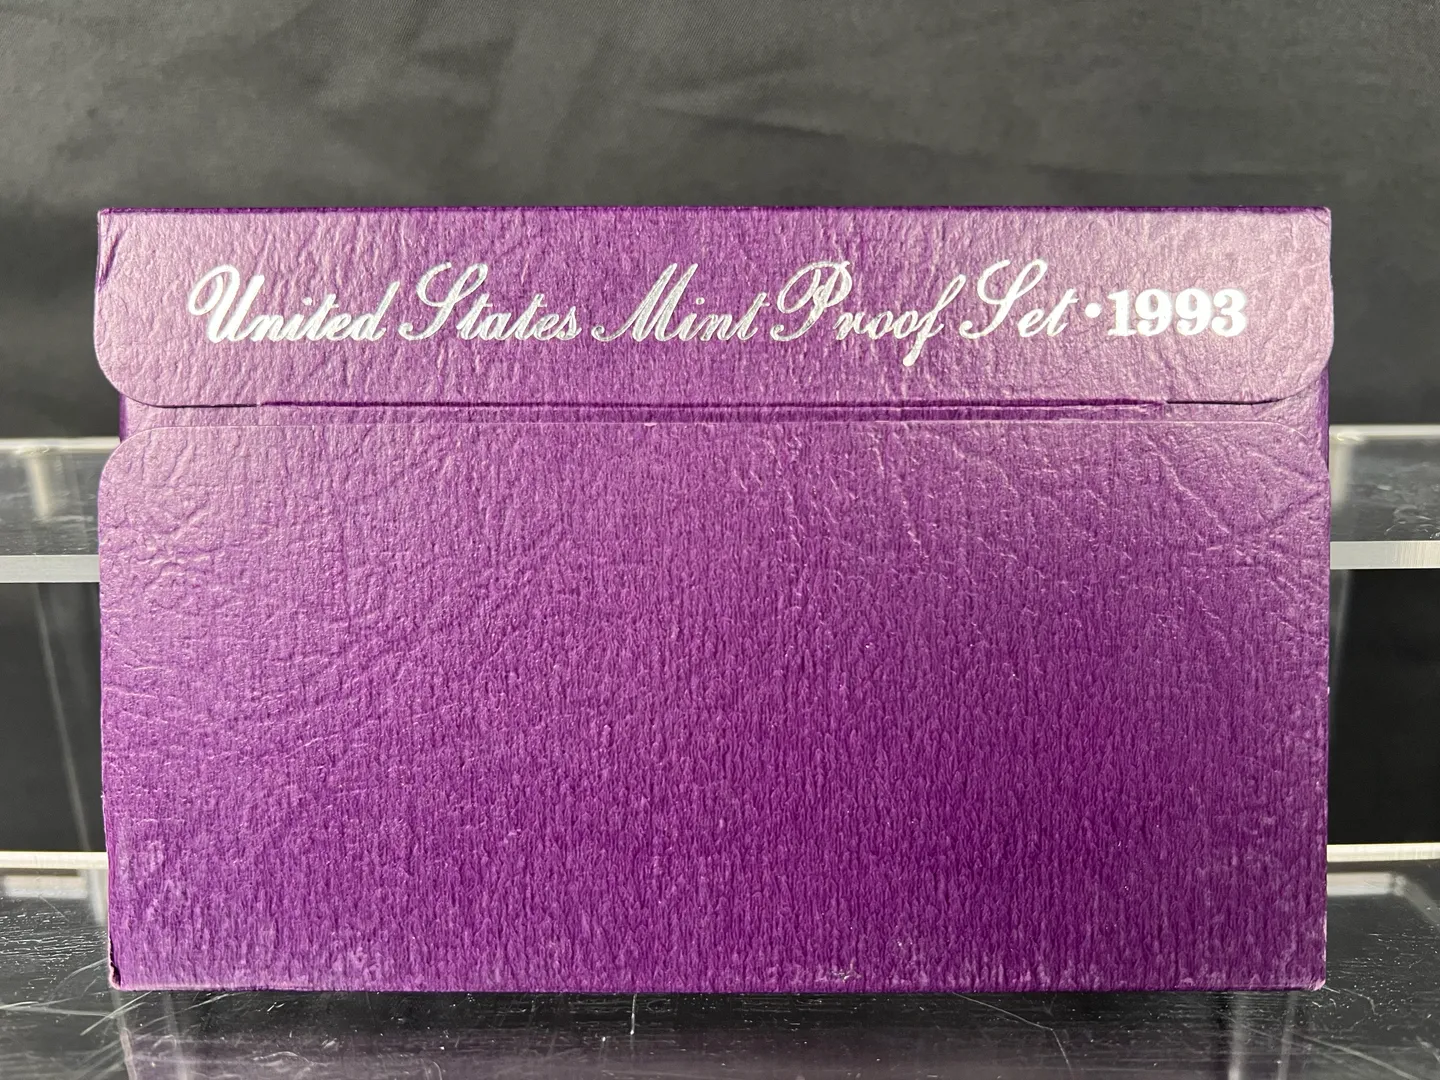 United States Mint Proof Set • 1993